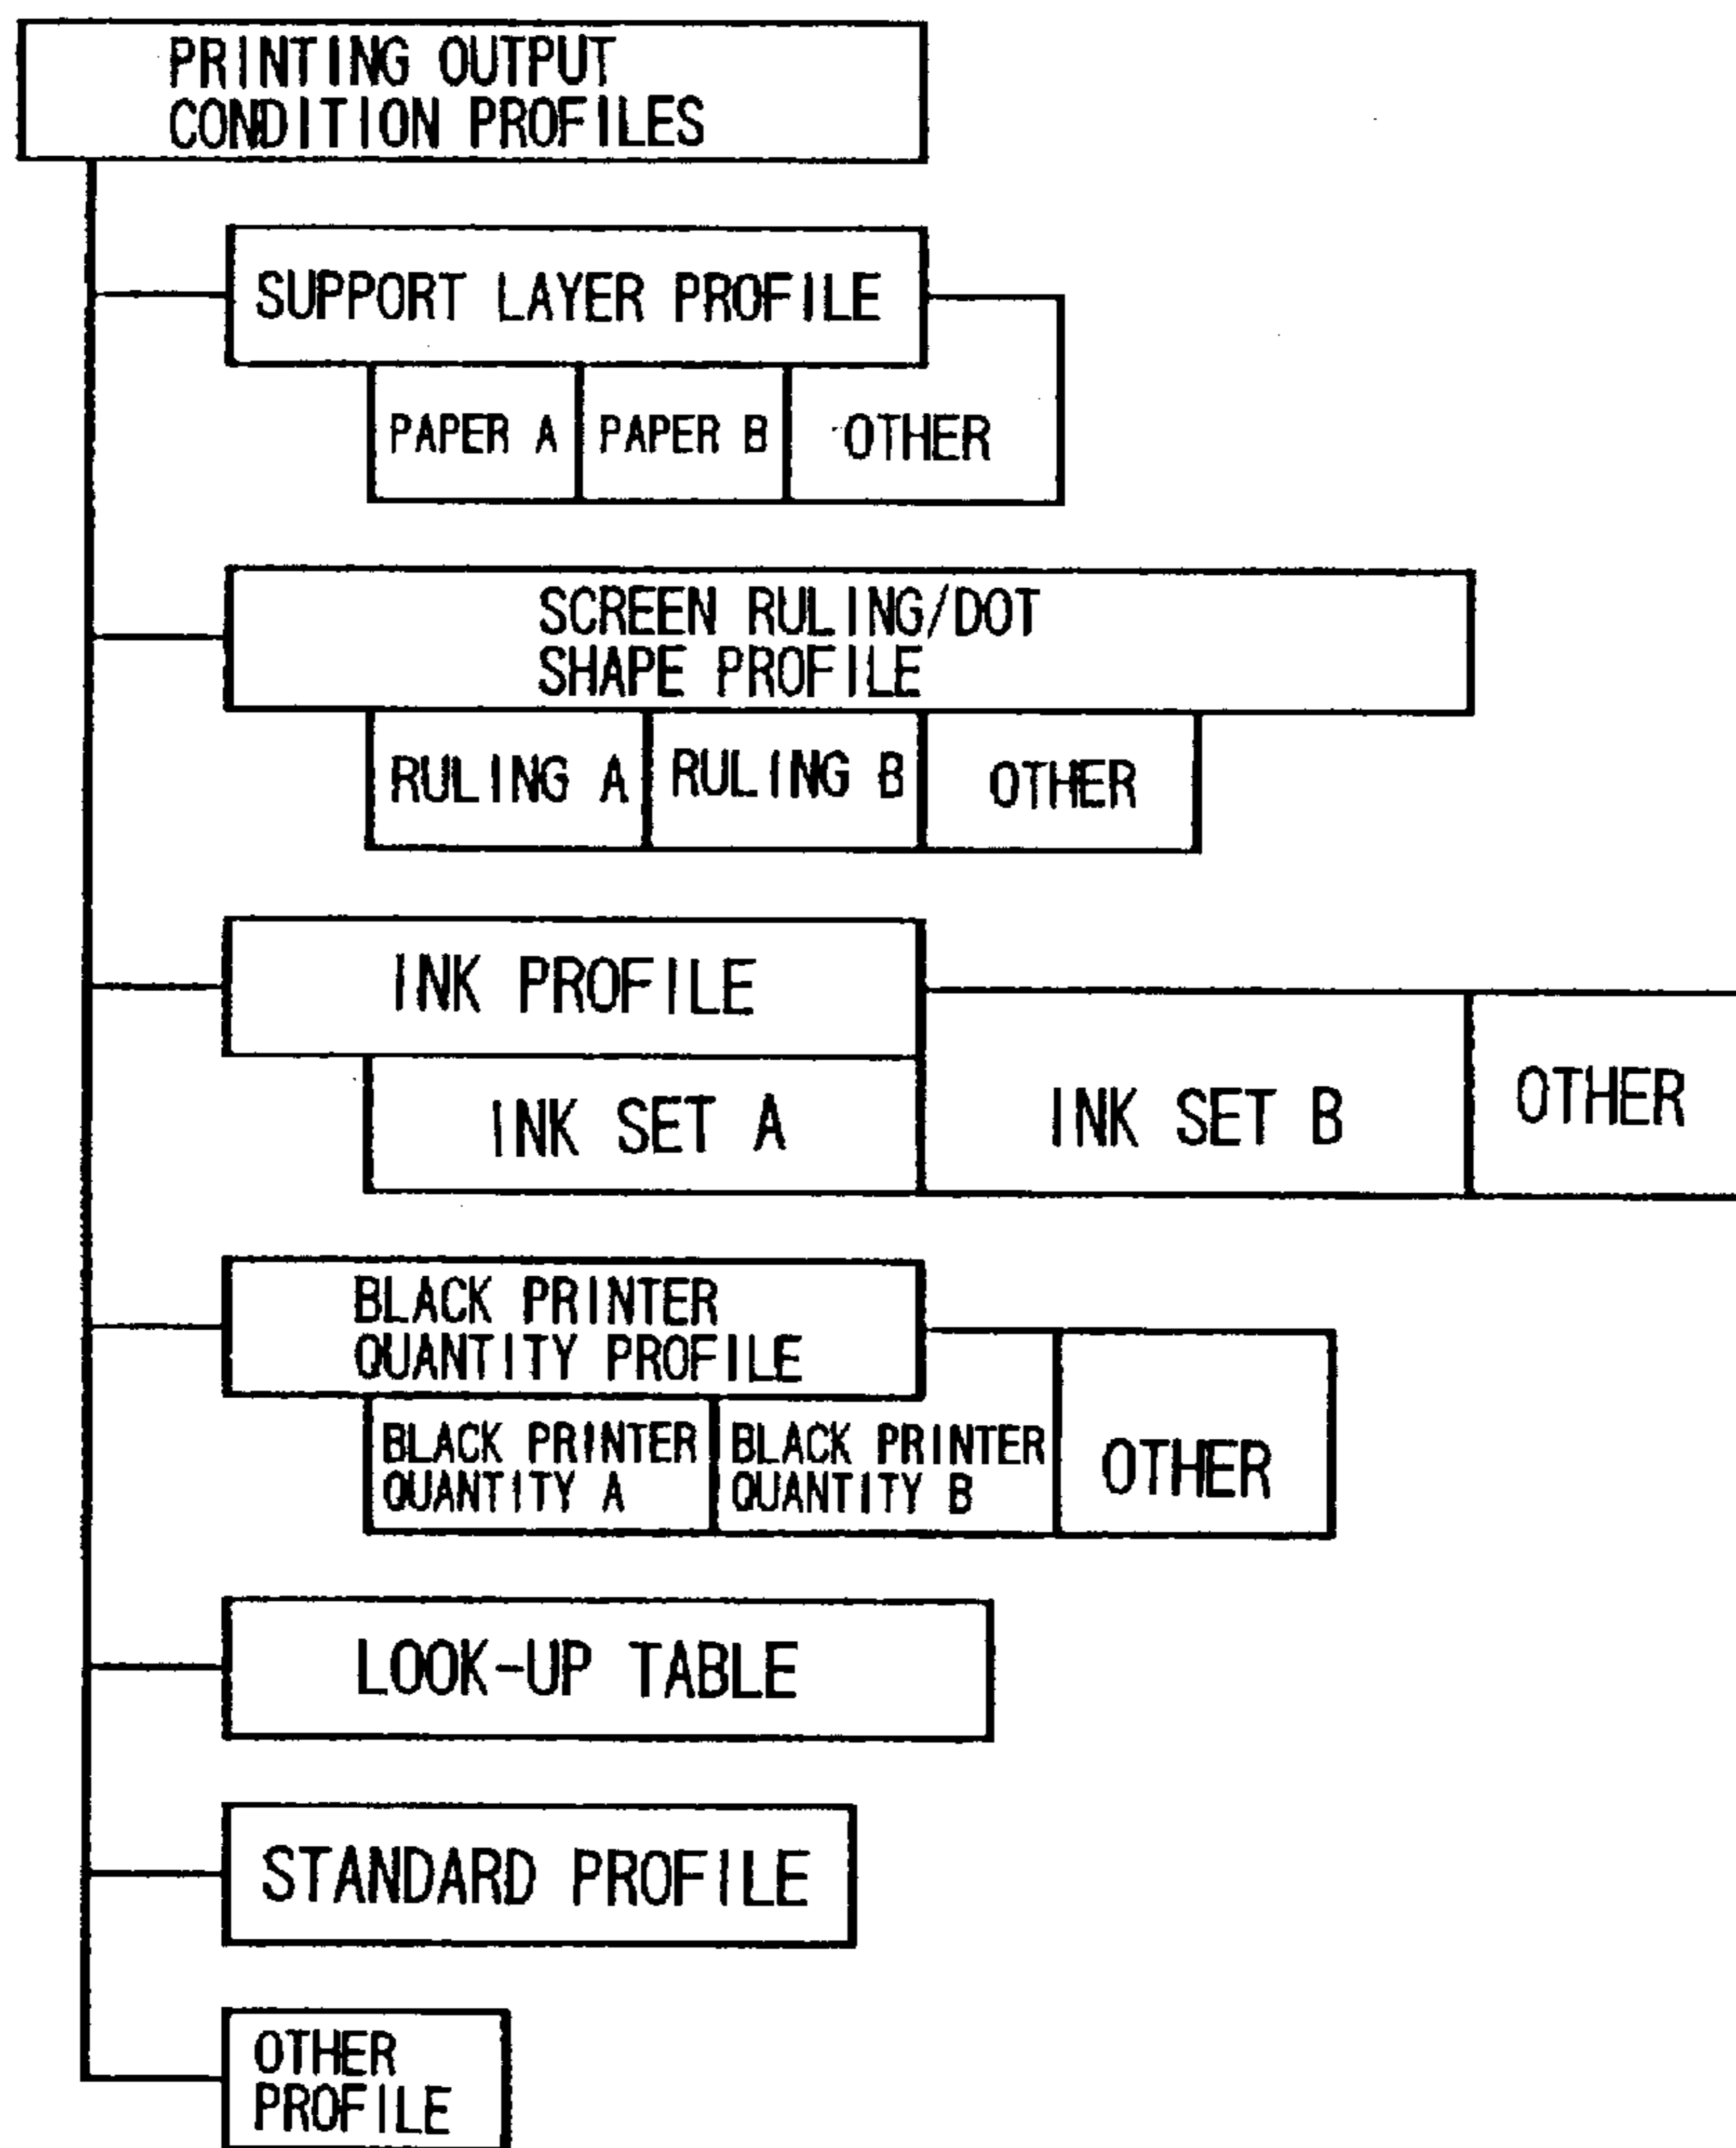 PRINTING OUTPUT
CONDITION PROFILES
SUPPORT LAYER PROFILE
PAPER A
PAPER B
OTHER
SCREEN RULING/DOT
SHAPE PROFILE
RULING A
RULING B
OTHER
INK PROFILE
INK SET A
INK SET B
OTHER
BLACK PRINTER
QUANTITY PROFILE
BLACK PRINTER
QUANTITY A
BLACK PRINTER
QUANTITY B
OTHER
LOOK-UP TABLE
STANDARD PROFILE
OTHER
PROFILE